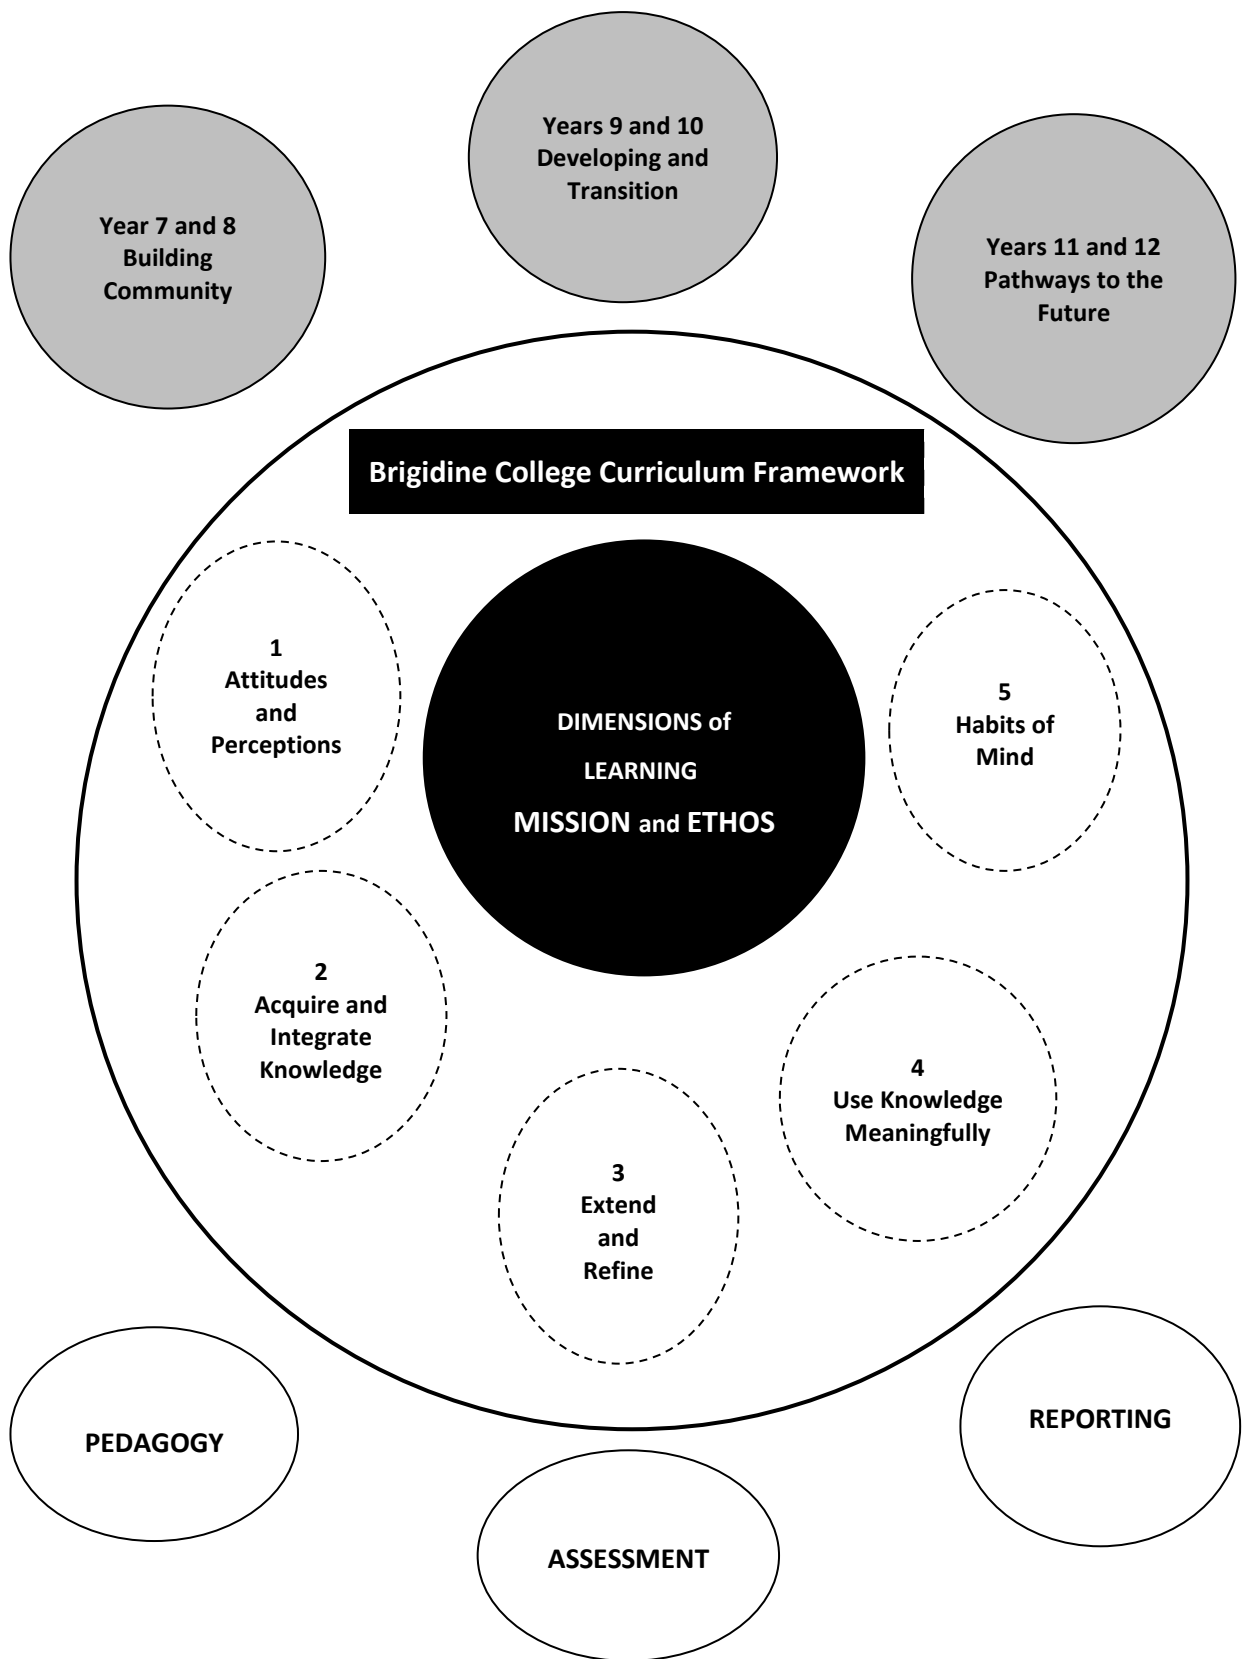 Years 9 and 10
Developing and
Transition
Year 7 and 8
Building
Community
Years 11 and 12
Pathways to the
Future
Brigidine College Curriculum Framework
1
Attitudes
and
Perceptions
DIMENSIONS of
LEARNING
MISSION and ETHOS
5
Habits of
Mind
2
Acquire and
Integrate
Knowledge
4
Use Knowledge
Meaningfully
3
Extend
and
Refine
PEDAGOGY
REPORTING
ASSESSMENT